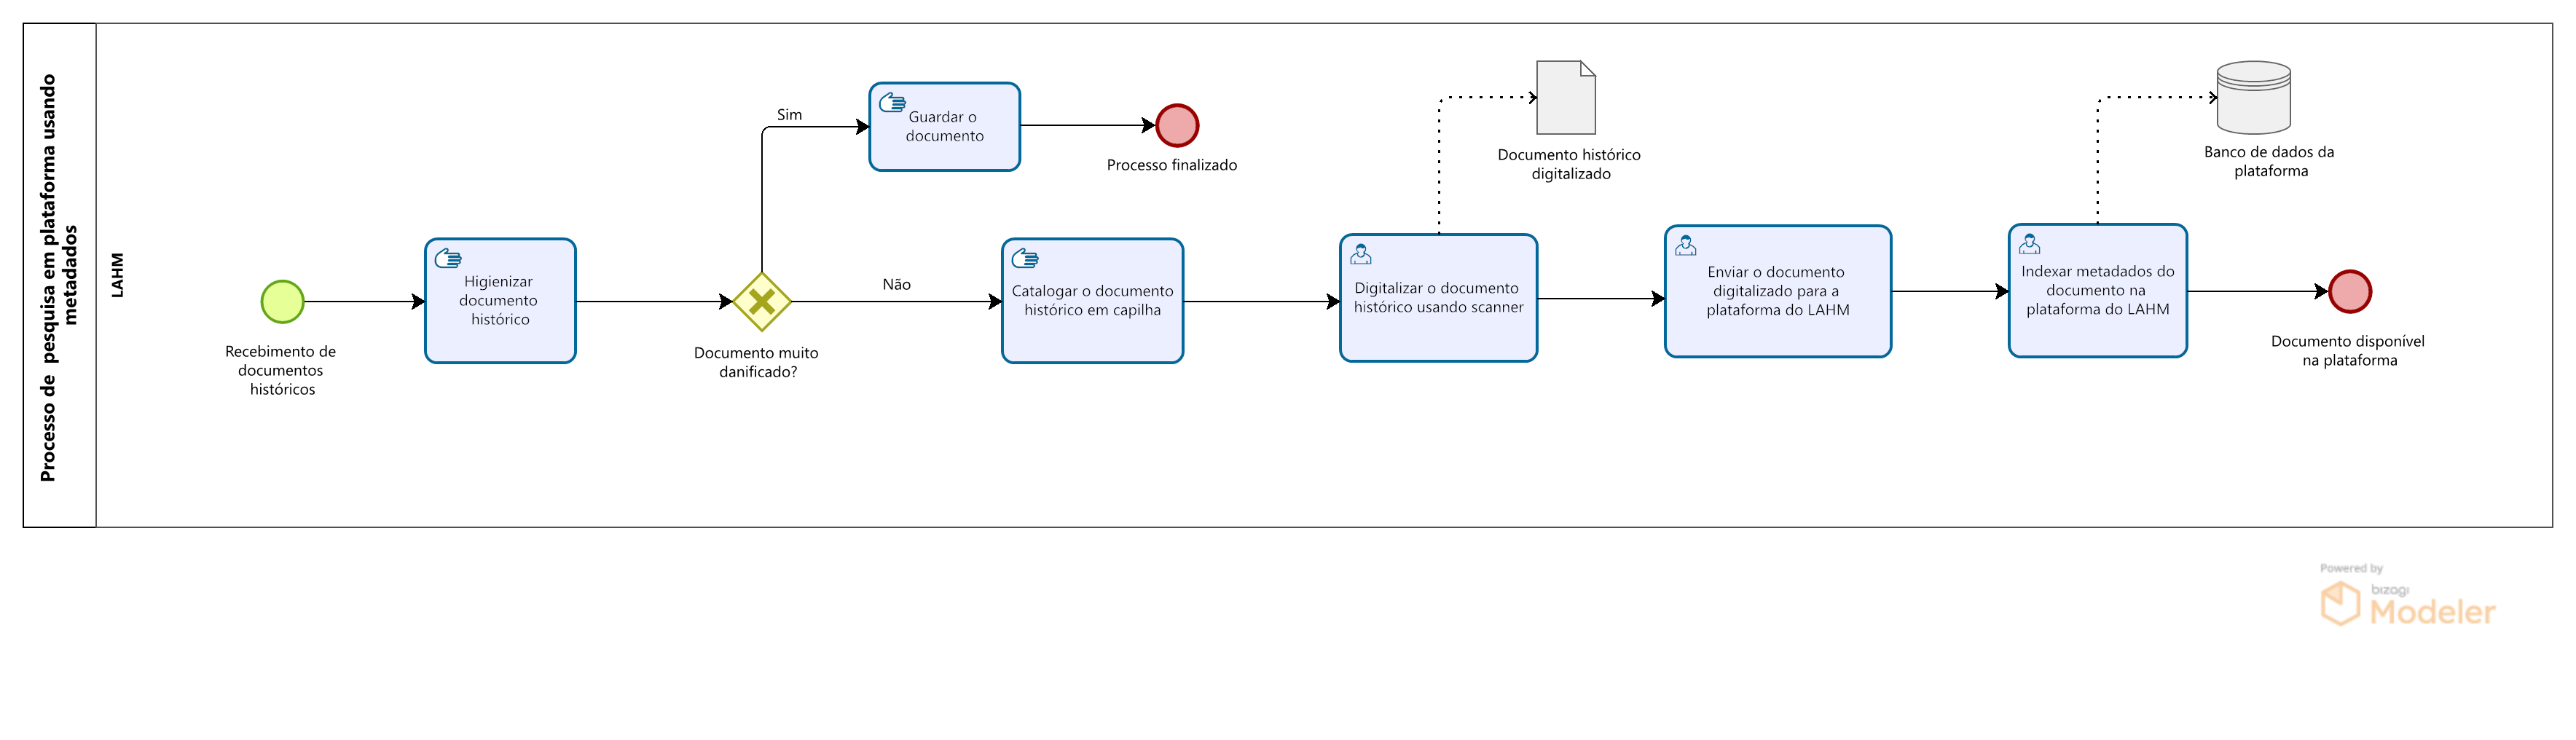 Processo de pesquisa em plataforma usando
metadados
LAHM
Recebimento de
documentos
históricos
Higienizar
documento
histórico
Documento muito
danificado?
Sim
Guardar o
documento
Processo finalizado
Não
Catalogar o documento
histórico em capilha
Digitalizar o documento
histórico usando scanner
Documento histórico
digitalizado
Enviar o documento
digitalizado para a
plataforma do LAHM
Indexar metadados do
documento na
plataforma do LAHM
Banco de dados da
plataforma
Documento disponível
na plataforma
Powered by
bizagi
Modeler